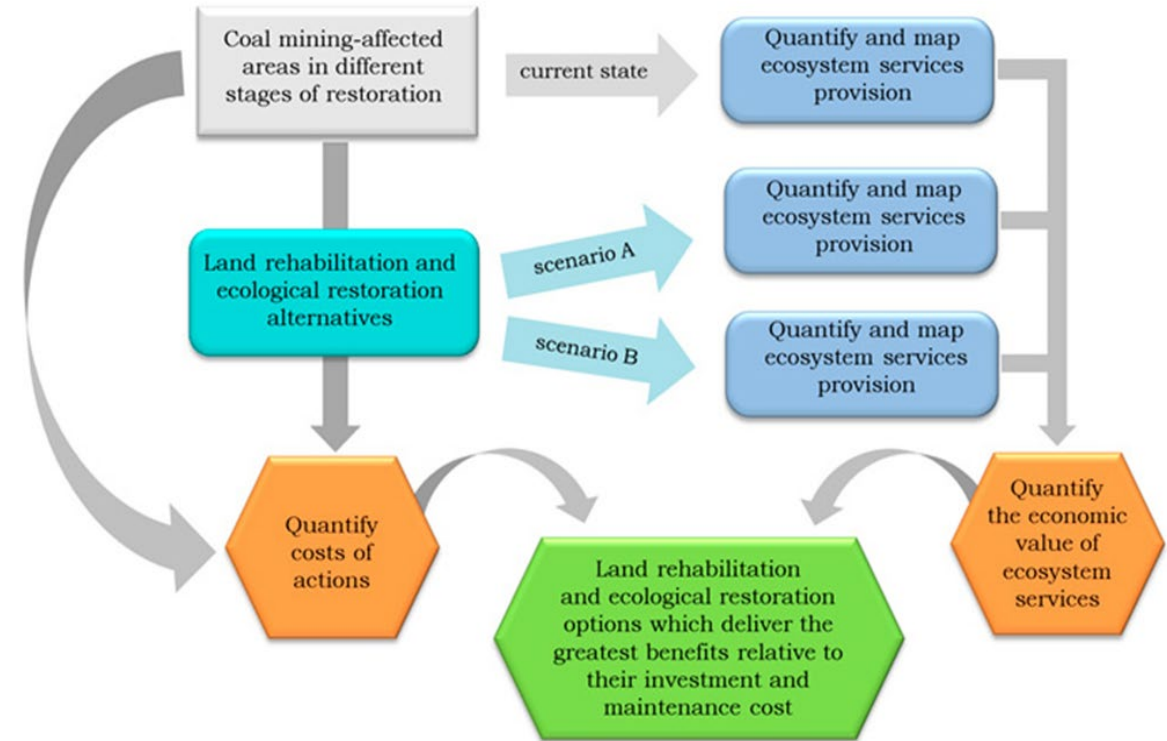 Coal mining-affected
areas in different
stages of restoration
current state
Quantify and map
ecosystem services
provision
Land rehabilitation and
ecological restoration
alternatives
scenario A
Quantify and map
ecosystem services
provision
scenario B
Quantify and map
ecosystem services
provision
Quantify
costs of
actions
Land rehabilitation
and ecological restoration
options which deliver the
greatest benefits relative to
their investment and
maintenance cost
Quantify
the economic
value of
ecosystem
services